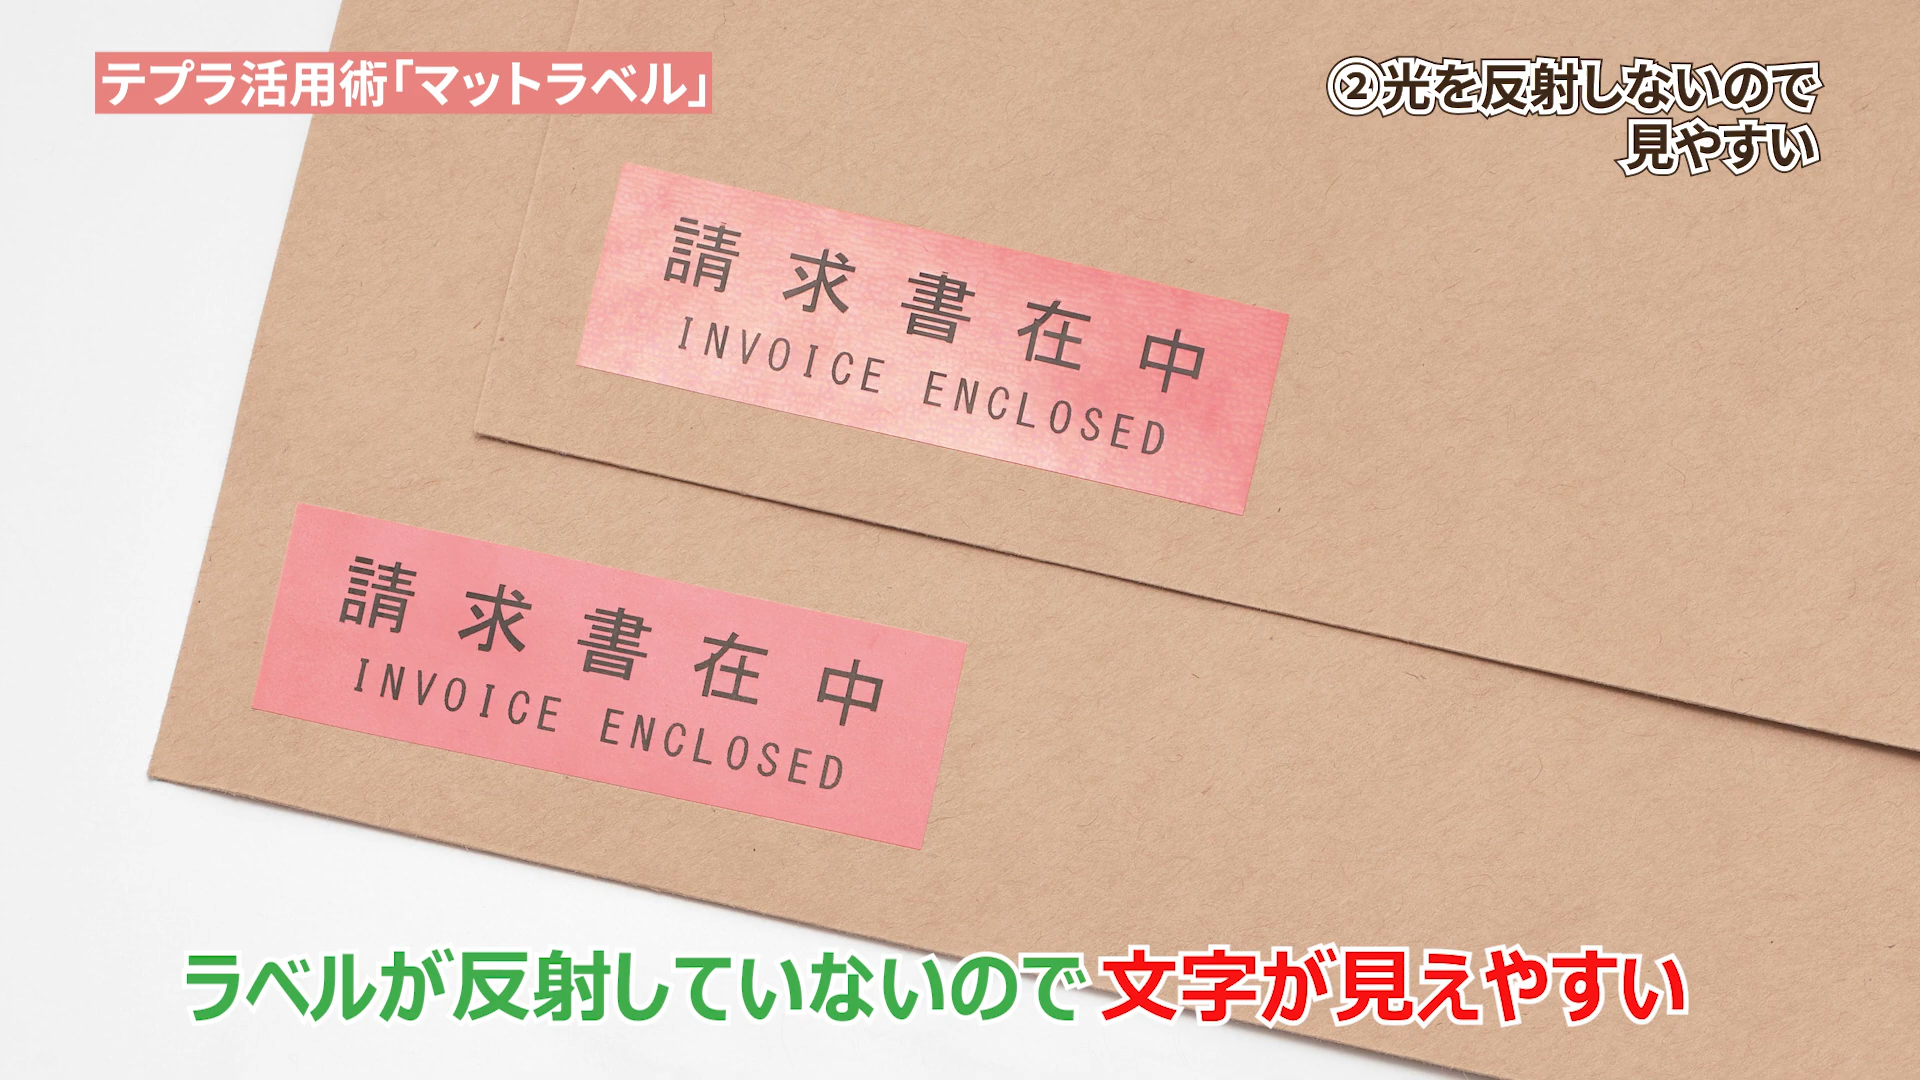 テプラ活用術「マットラベル」
②光を反射しないので
見やすい
請求書在中
INVOICE ENCLOSED
請求書在中
INVOICE ENCLOSED
ラベルが反射していないので 文字が見えやすい